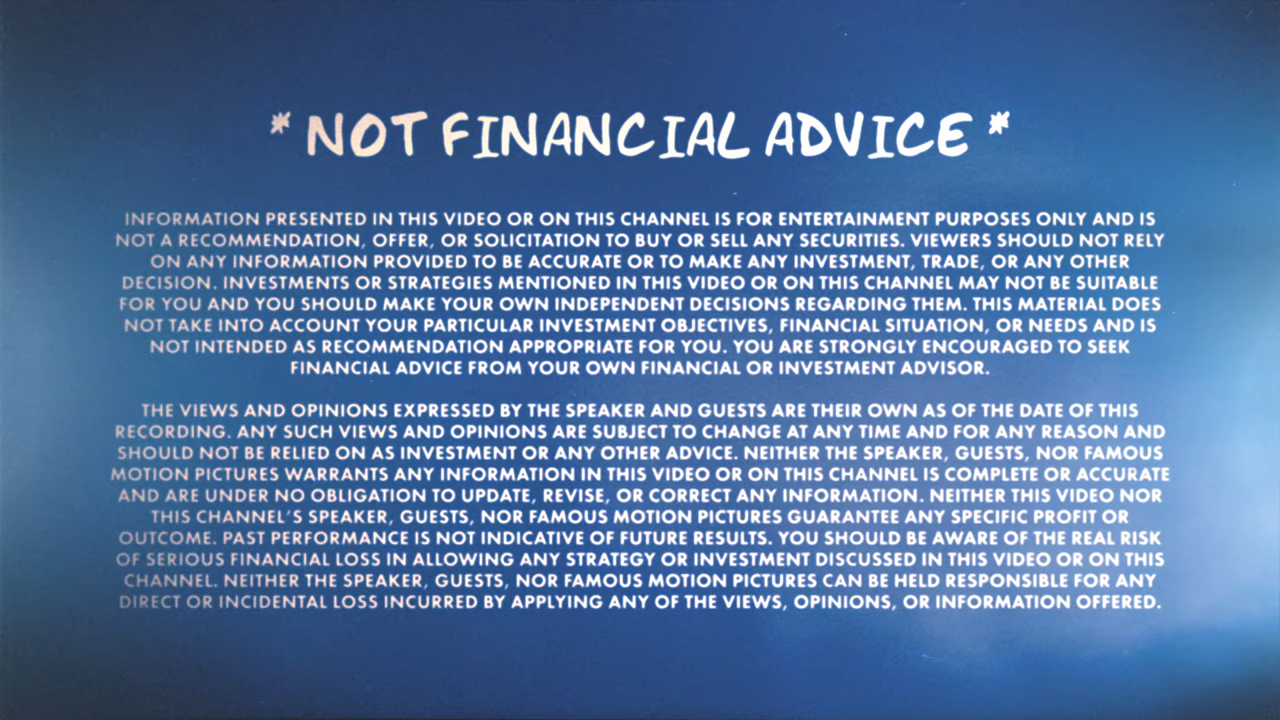 * NOT FINANCIAL ADVICE *
INFORMATION PRESENTED IN THIS VIDEO OR ON THIS CHANNEL IS FOR ENTERTAINMENT PURPOSES ONLY AND IS
NOT A RECOMMENDATION, OFFER, OR SOLICITATION TO BUY OR SELL ANY SECURITIES. VIEWERS SHOULD NOT RELY
ON ANY INFORMATION PROVIDED TO BE ACCURATE OR TO MAKE ANY INVESTMENT, TRADE, OR ANY OTHER
DECISION. INVESTMENTS OR STRATEGIES MENTIONED IN THIS VIDEO OR ON THIS CHANNEL MAY NOT BE SUITABLE
FOR YOU AND YOU SHOULD MAKE YOUR OWN INDEPENDENT DECISIONS REGARDING THEM. THIS MATERIAL DOES
NOT TAKE INTO ACCOUNT YOUR PARTICULAR INVESTMENT OBJECTIVES, FINANCIAL SITUATION, OR NEEDS AND IS
NOT INTENDED AS RECOMMENDATION APPROPRIATE FOR YOU. YOU ARE STRONGLY ENCOURAGED TO SEEK
FINANCIAL ADVICE FROM YOUR OWN FINANCIAL OR INVESTMENT ADVISOR.
THE VIEWS AND OPINIONS EXPRESSED BY THE SPEAKER AND GUESTS ARE THEIR OWN AS OF THE DATE OF THIS
RECORDING. ANY SUCH VIEWS AND OPINIONS ARE SUBJECT TO CHANGE AT ANY TIME AND FOR ANY REASON AND
SHOULD NOT BE RELIED ON AS INVESTMENT OR ANY OTHER ADVICE. NEITHER THE SPEAKER, GUESTS, NOR FAMOUS
MOTION PICTURES WARRANTS ANY INFORMATION IN THIS VIDEO OR ON THIS CHANNEL IS COMPLETE OR ACCURATE
AND ARE UNDER NO OBLIGATION TO UPDATE, REVISE, OR CORRECT ANY INFORMATION. NEITHER THIS VIDEO NOR
THIS CHANNEL'S SPEAKER, GUESTS, NOR FAMOUS MOTION PICTURES GUARANTEE ANY SPECIFIC PROFIT OR
OUTCOME. PAST PERFORMANCE IS NOT INDICATIVE OF FUTURE RESULTS. YOU SHOULD BE AWARE OF THE REAL RISK
OF SERIOUS FINANCIAL LOSS IN ALLOWING ANY STRATEGY OR INVESTMENT DISCUSSED IN THIS VIDEO OR ON THIS
CHANNEL. NEITHER THE SPEAKER, GUESTS, NOR FAMOUS MOTION PICTURES CAN BE HELD RESPONSIBLE FOR ANY
DIRECT OR INCIDENTAL LOSS INCURRED BY APPLYING ANY OF THE VIEWS, OPINIONS, OR INFORMATION OFFERED.